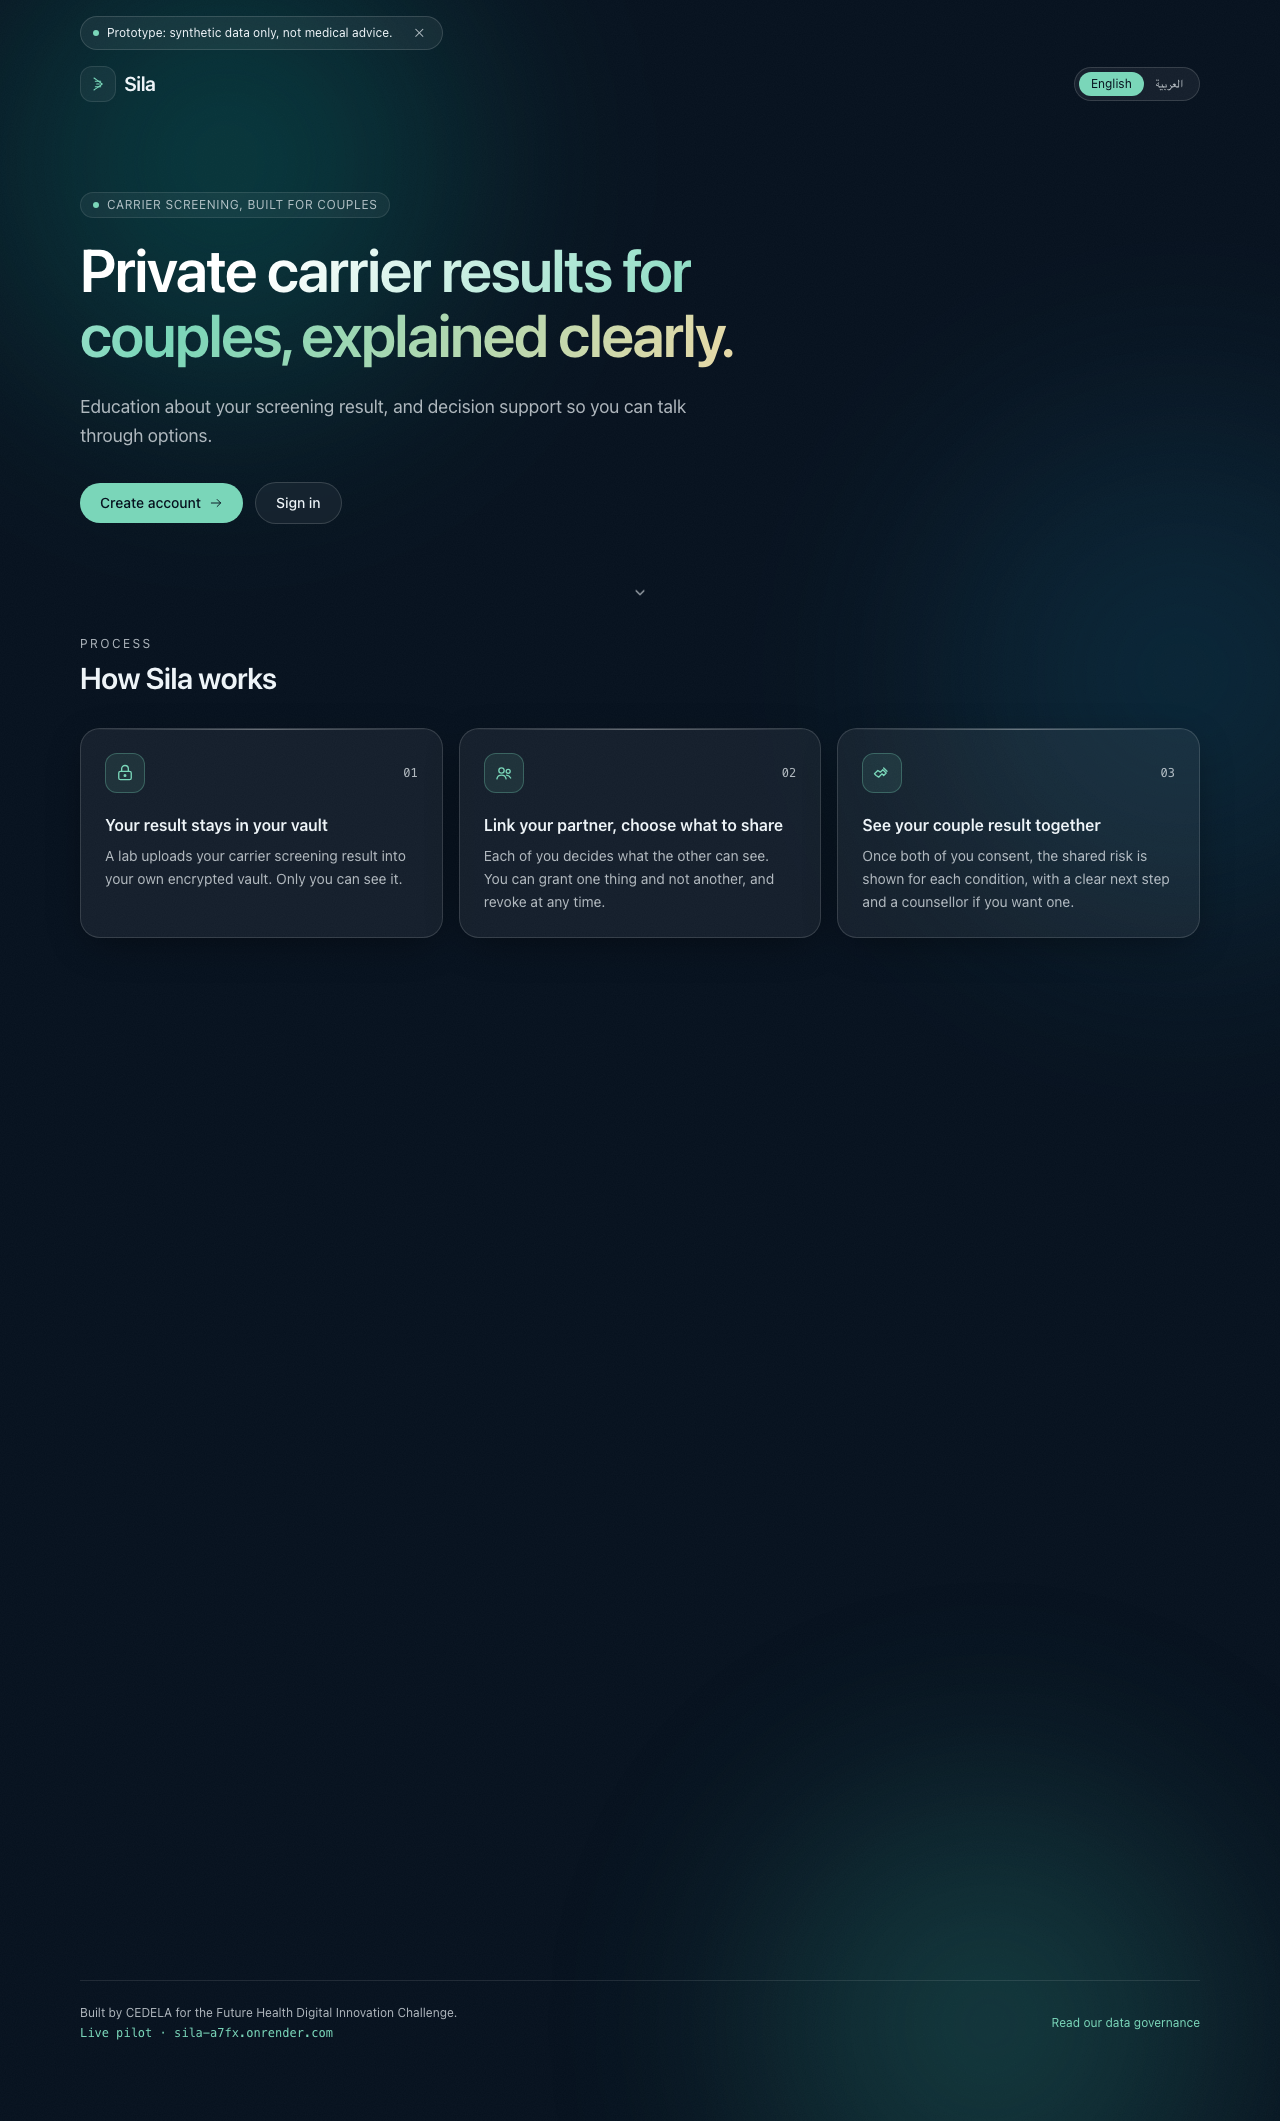 Prototype: synthetic data only, not medical advice.
Sila
English
العربية
CARRIER SCREENING, BUILT FOR COUPLES
Private carrier results for
couples, explained clearly.
Education about your screening result, and decision support so you can talk
through options.
Create account
Sign in
PROCESS
How Sila works
01
Your result stays in your vault
A lab uploads your carrier screening result into
your own encrypted vault. Only you can see it.
02
Link your partner, choose what to share
Each of you decides what the other can see.
You can grant one thing and not another, and
revoke at any time.
03
See your couple result together
Once both of you consent, the shared risk is
shown for each condition, with a clear next step
and a counsellor if you want one.
Built by CEDELA for the Future Health Digital Innovation Challenge.
Live pilot · sila-a7fx.onrender.com
Read our data governance